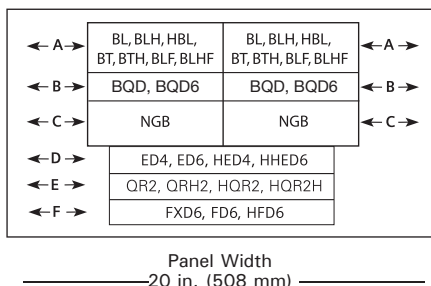 BL, BLH, HBL, BL, BLH, HBL,
A BT, BTH, BLF, BLHF BT, BTH, BLF, BLHF A
B BQD, BQD6 BQD, BQD6 B
C NGB NGB C
D ED4, ED6, HED4, HHED6
E QR2, QRH2, HQR2, HQR2H
F FXD6, FD6, HFD6
Panel Width
20 in. (508 mm)